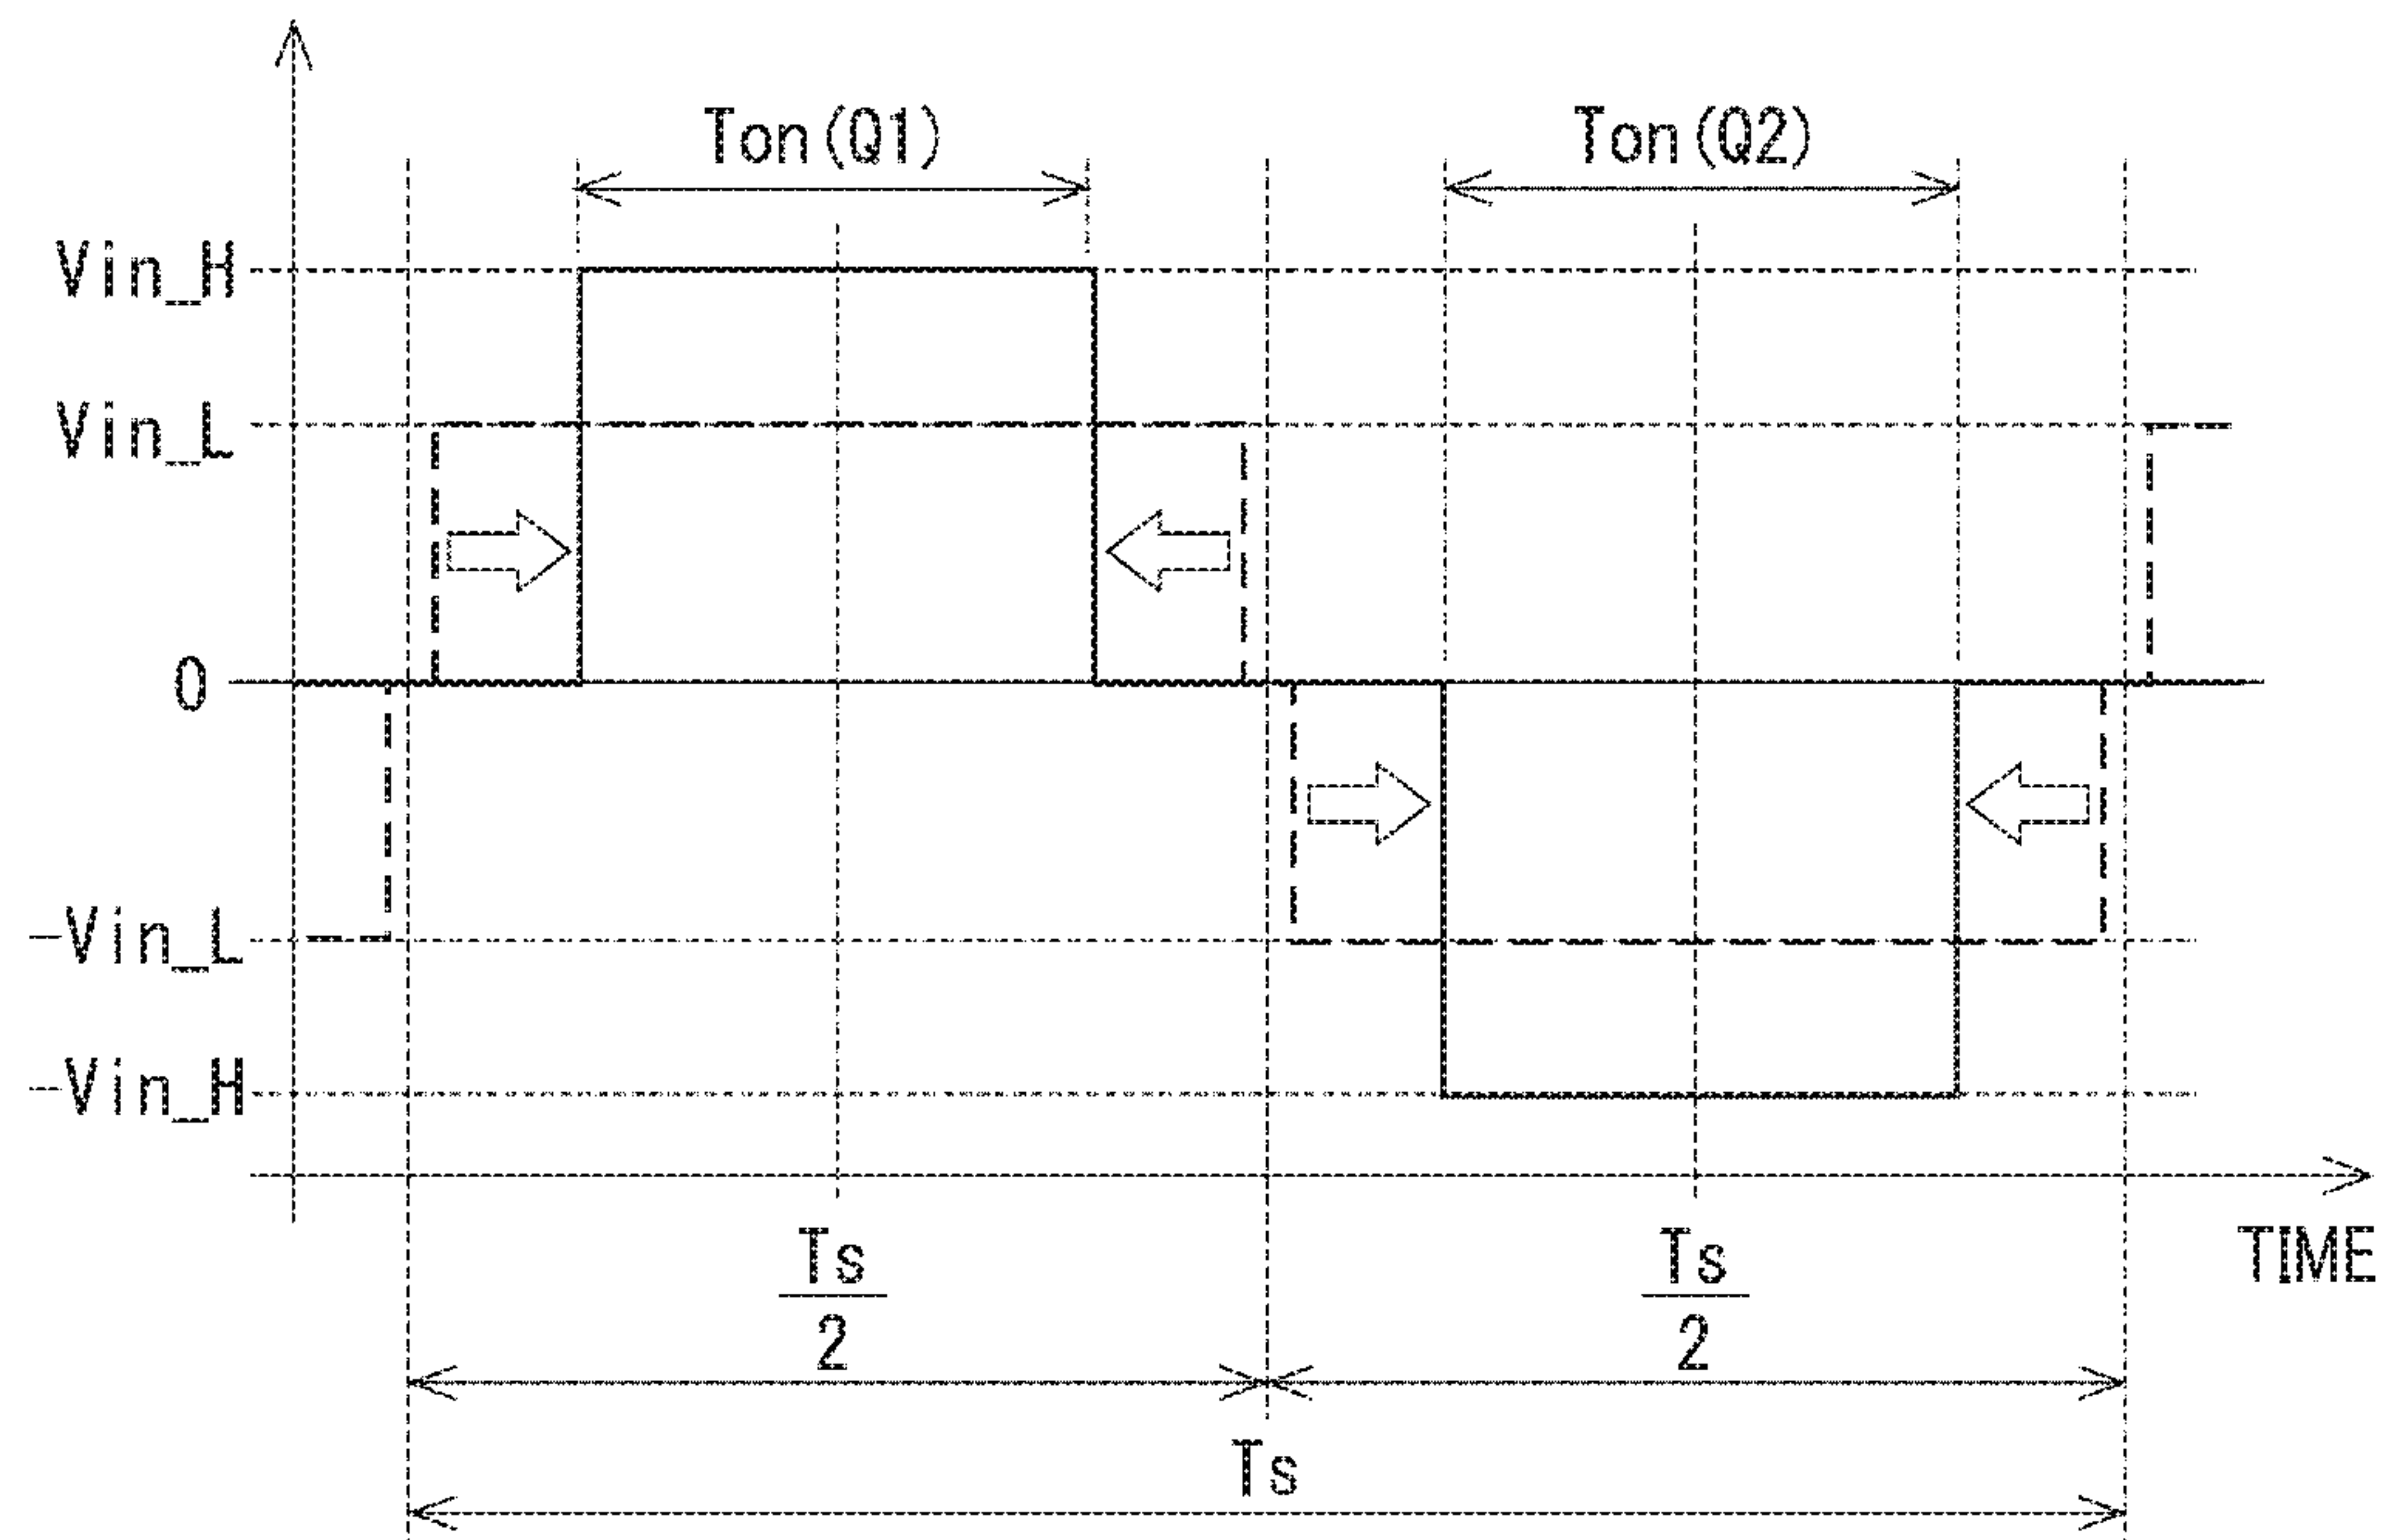 Ton(Q1)
Ton(Q2)
Vin_H
Vin_L
0
-Vin_L
-Vin_H
TIME
Ts
2
Ts
2
Ts